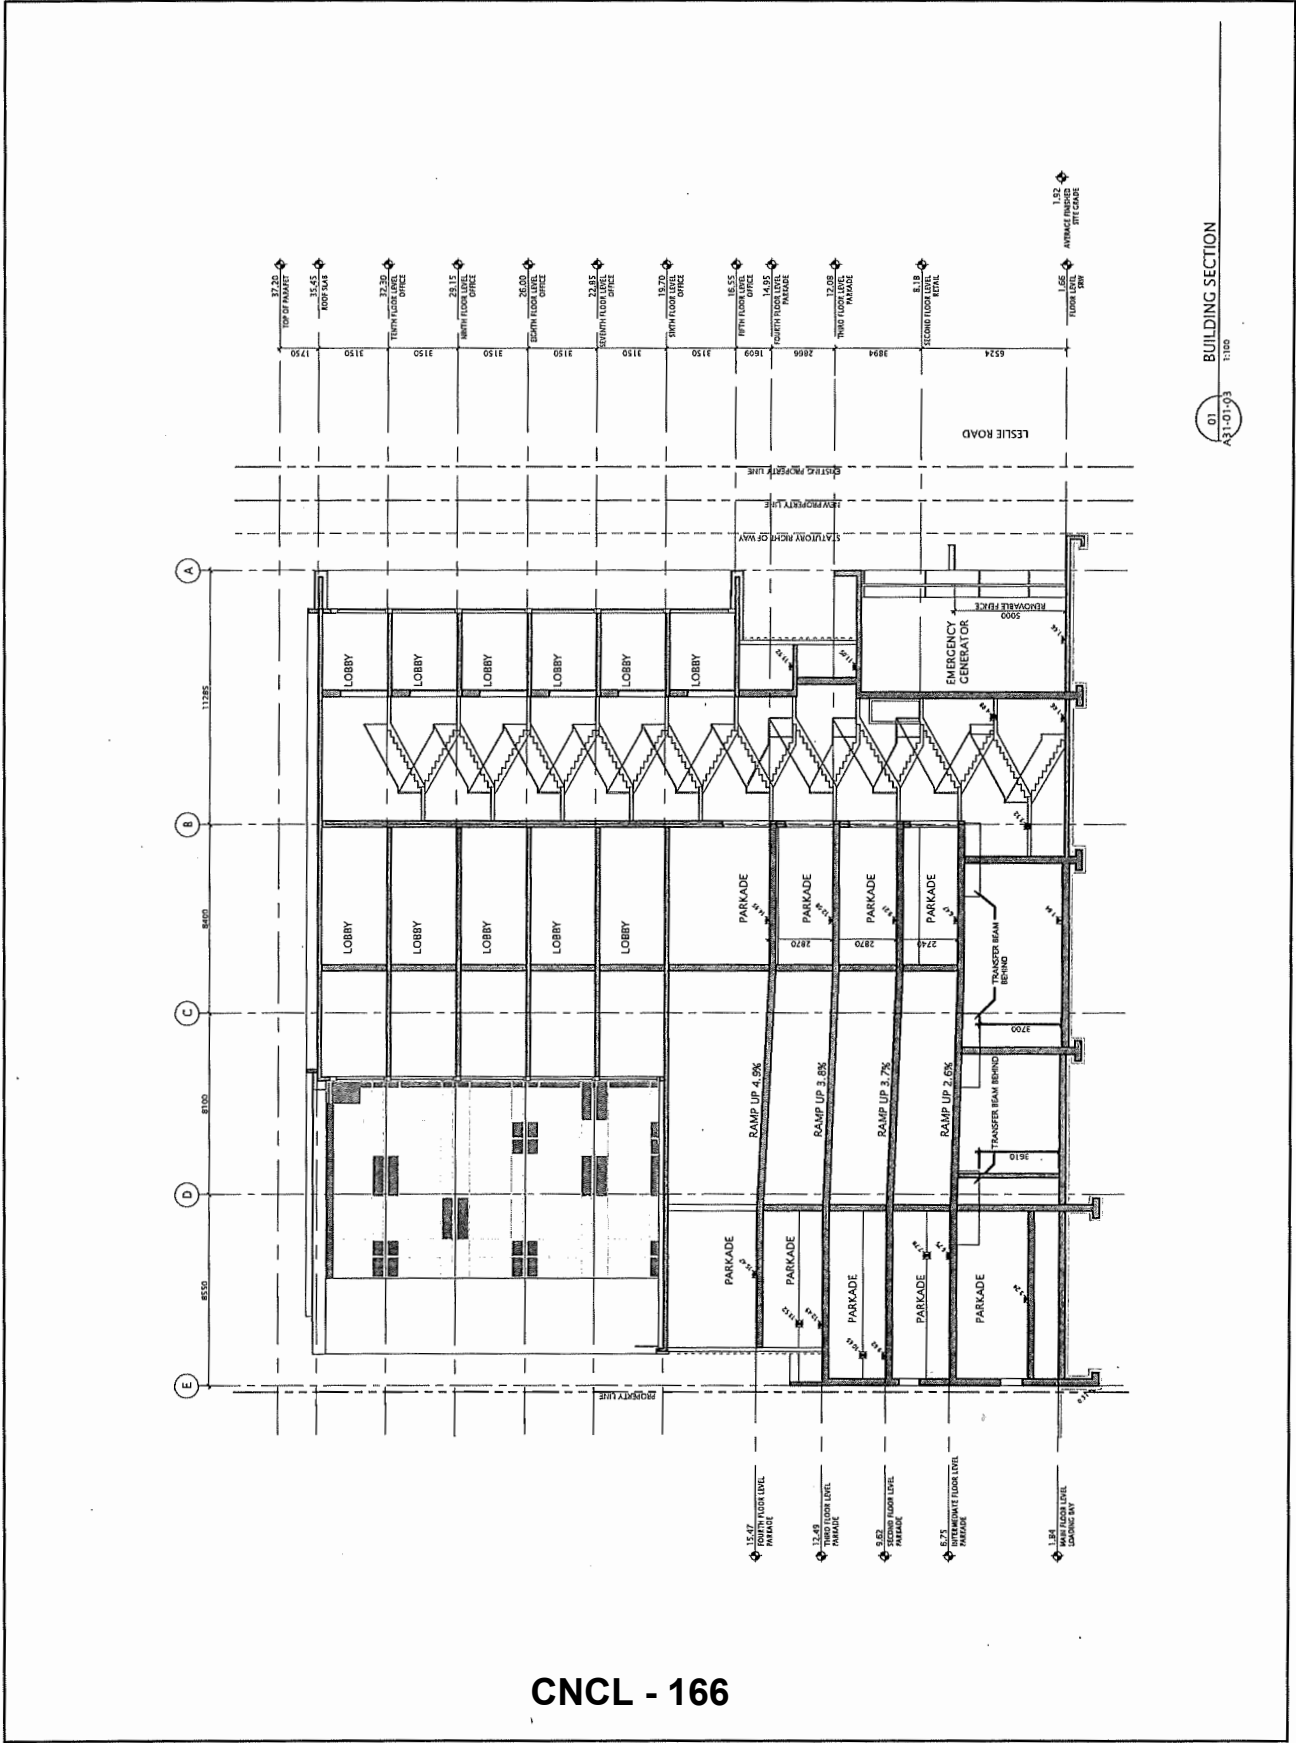 37.20
TOP OF PARAPET
35.45
ROOF SLAB
32.30
TENTH FLOOR LEVEL
OFFICE
29.15
NINTH FLOOR LEVEL
OFFICE
26.00
EIGHTH FLOOR LEVEL
OFFICE
22.85
SEVENTH FLOOR LEVEL
OFFICE
19.70
SIXTH FLOOR LEVEL
OFFICE
16.55
FIFTH FLOOR LEVEL
OFFICE
14.95
FOURTH FLOOR LEVEL
PARKADE
12.08
THIRD FLOOR LEVEL
PARKADE
8.18
SECOND FLOOR LEVEL
RETAIL
1.92
AVERAGE FINISHED
SITE GRADE
1.66
FLOOR LEVEL
SRW
1750
3150
3150
3150
3150
3150
3150
1609
2866
3894
6524
LESLIE ROAD
EXISTING PROPERTY LINE
NEW PROPERTY LINE
STATUTORY RIGHT OF WAY
A
B
C
D
E
11285
8400
8100
8550
LOBBY
LOBBY
LOBBY
LOBBY
LOBBY
LOBBY
EMERGENCY
GENERATOR
REMOVABLE FENCE
5000
LOBBY
LOBBY
LOBBY
LOBBY
LOBBY
PARKADE
PARKADE
PARKADE
PARKADE
2870
2870
2740
TRANSFER BEAM
BEHIND
3700
RAMP UP 4.9%
RAMP UP 3.8%
RAMP UP 3.7%
RAMP UP 2.6%
TRANSFER BEAM BEHIND
3610
PARKADE
PARKADE
PARKADE
PARKADE
PARKADE
PROPERTY LINE
15.47
FOURTH FLOOR LEVEL
PARKADE
12.49
THIRD FLOOR LEVEL
PARKADE
9.62
SECOND FLOOR LEVEL
PARKADE
6.75
INTERMEDIATE FLOOR LEVEL
PARKADE
1.84
MAIN FLOOR LEVEL
LOADING BAY
01
A31-01-03
BUILDING SECTION
1:100
CNCL - 166